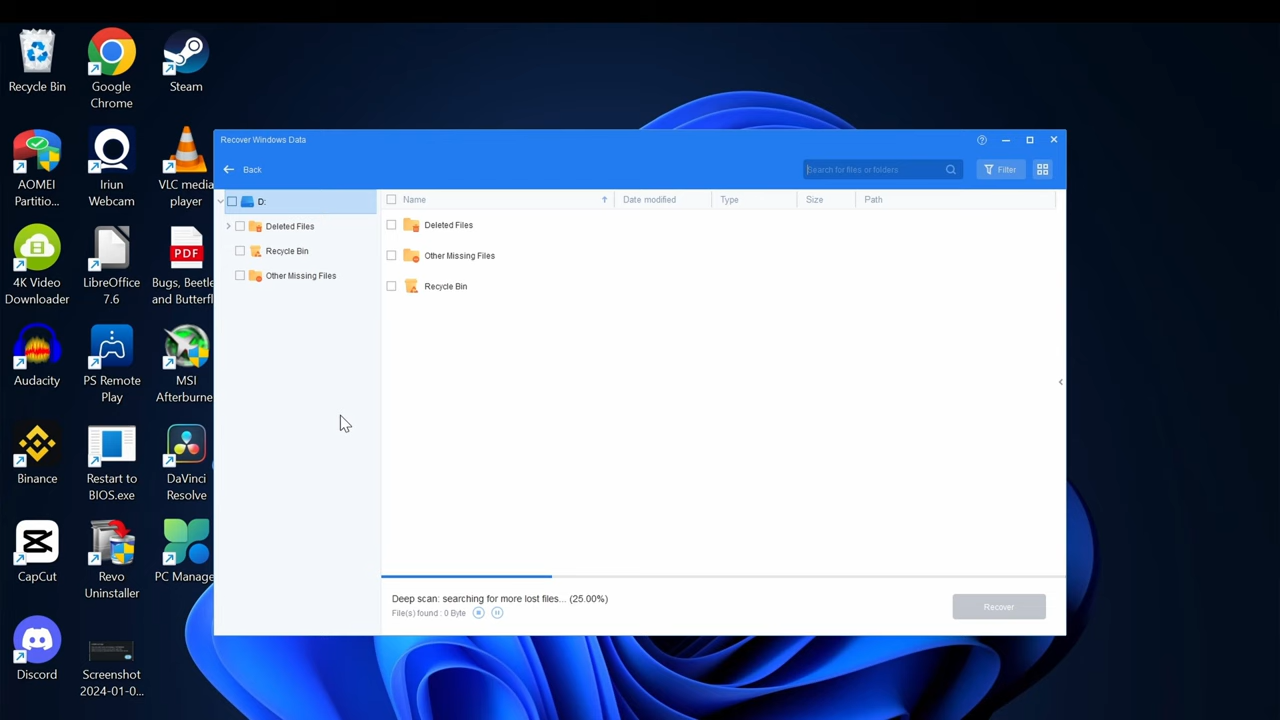 Recycle Bin
Google
Chrome
Steam
AOMEI
Partitio...
Iriun
Webcam
VLC media
player
4K Video
Downloader
LibreOffice
7.6
PDF
Bugs, Beetle
and Butterfl
Audacity
PS Remote
Play
MSI
Afterburne
Binance
Restart to
BIOS.exe
DaVinci
Resolve
CapCut
Revo
Uninstaller
PC Manage
Discord
Screenshot
2024-01-0...
Recover Windows Data
Back
Search for files or folders
Filter
D:
Deleted Files
Recycle Bin
Other Missing Files
Name Date modified Type Size Path
Deleted Files
Other Missing Files
Recycle Bin
Deep scan: searching for more lost files... (25.00%)
File(s) found : 0 Byte
Recover